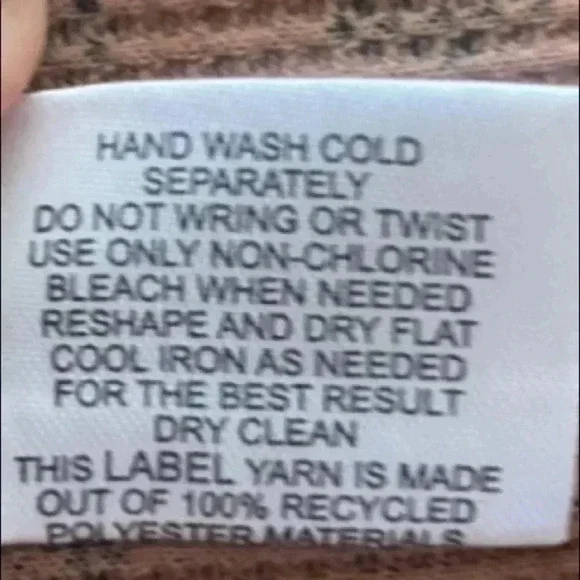 HAND WASH COLD
SEPARATELY
DO NOT WRING OR TWIST
USE ONLY NON-CHLORINE
BLEACH WHEN NEEDED
RESHAPE AND DRY FLAT
COOL IRON AS NEEDED
FOR THE BEST RESULT
DRY CLEAN
THIS LABEL YARN IS MADE
OUT OF 100% RECYCLED
POLYESTER MATERIALS